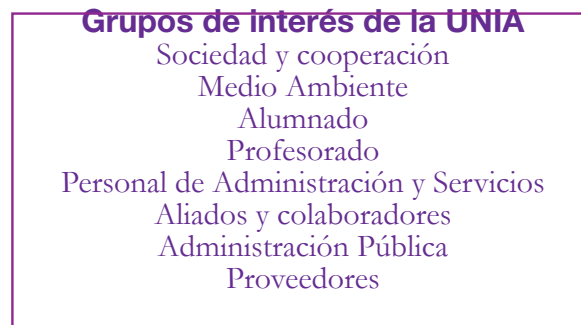 Grupos de interés de la UNIA
Sociedad y cooperación
Medio Ambiente
Alumnado
Profesorado
Personal de Administración y Servicios
Aliados y colaboradores
Administración Pública
Proveedores